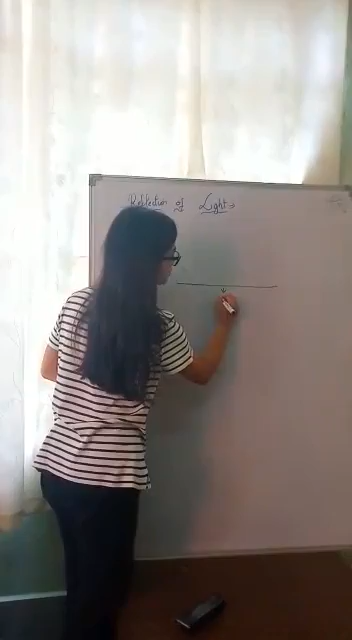 Reflection of Light →